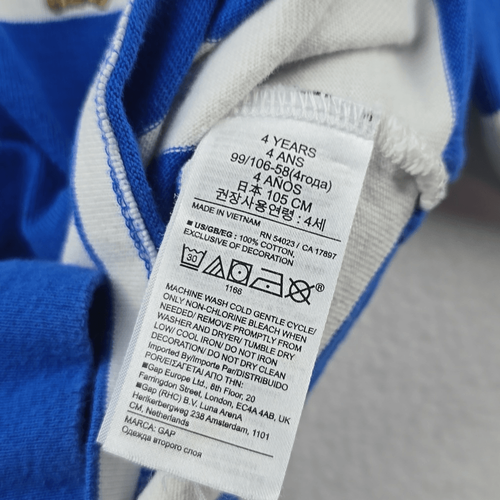 4 YEARS
4 ANS
99/106-58(4года)
4 AÑOS
日本 105 CM
권장사용연령 : 4세
MADE IN VIETNAM RN 54023 / CA 17897
■ US/GB/EG : 100% COTTON,
EXCLUSIVE OF DECORATION
30 ®
1166
MACHINE WASH COLD GENTLE CYCLE/
ONLY NON-CHLORINE BLEACH WHEN
NEEDED/ REMOVE PROMPTLY FROM
WASHER AND DRYER/ TUMBLE DRY
LOW/ COOL IRON/ DO NOT IRON
DECORATION/ DO NOT DRY CLEAN
Imported by/Importe Par/DISTRIBUIDO
POR/ΕΙΣΑΓΕΤΑΙ ΑΠΟ ΤΗΝ:
■Gap Europe Ltd., 6th Floor, 20
Farringdon Street, London, EC4A 4AB, UK
■Gap (RHC) B.V. Luna ArenA
Herikerbergweg 238 Amsterdam, 1101
CM, Netherlands
MARCA: GAP
Одежда второго слоя